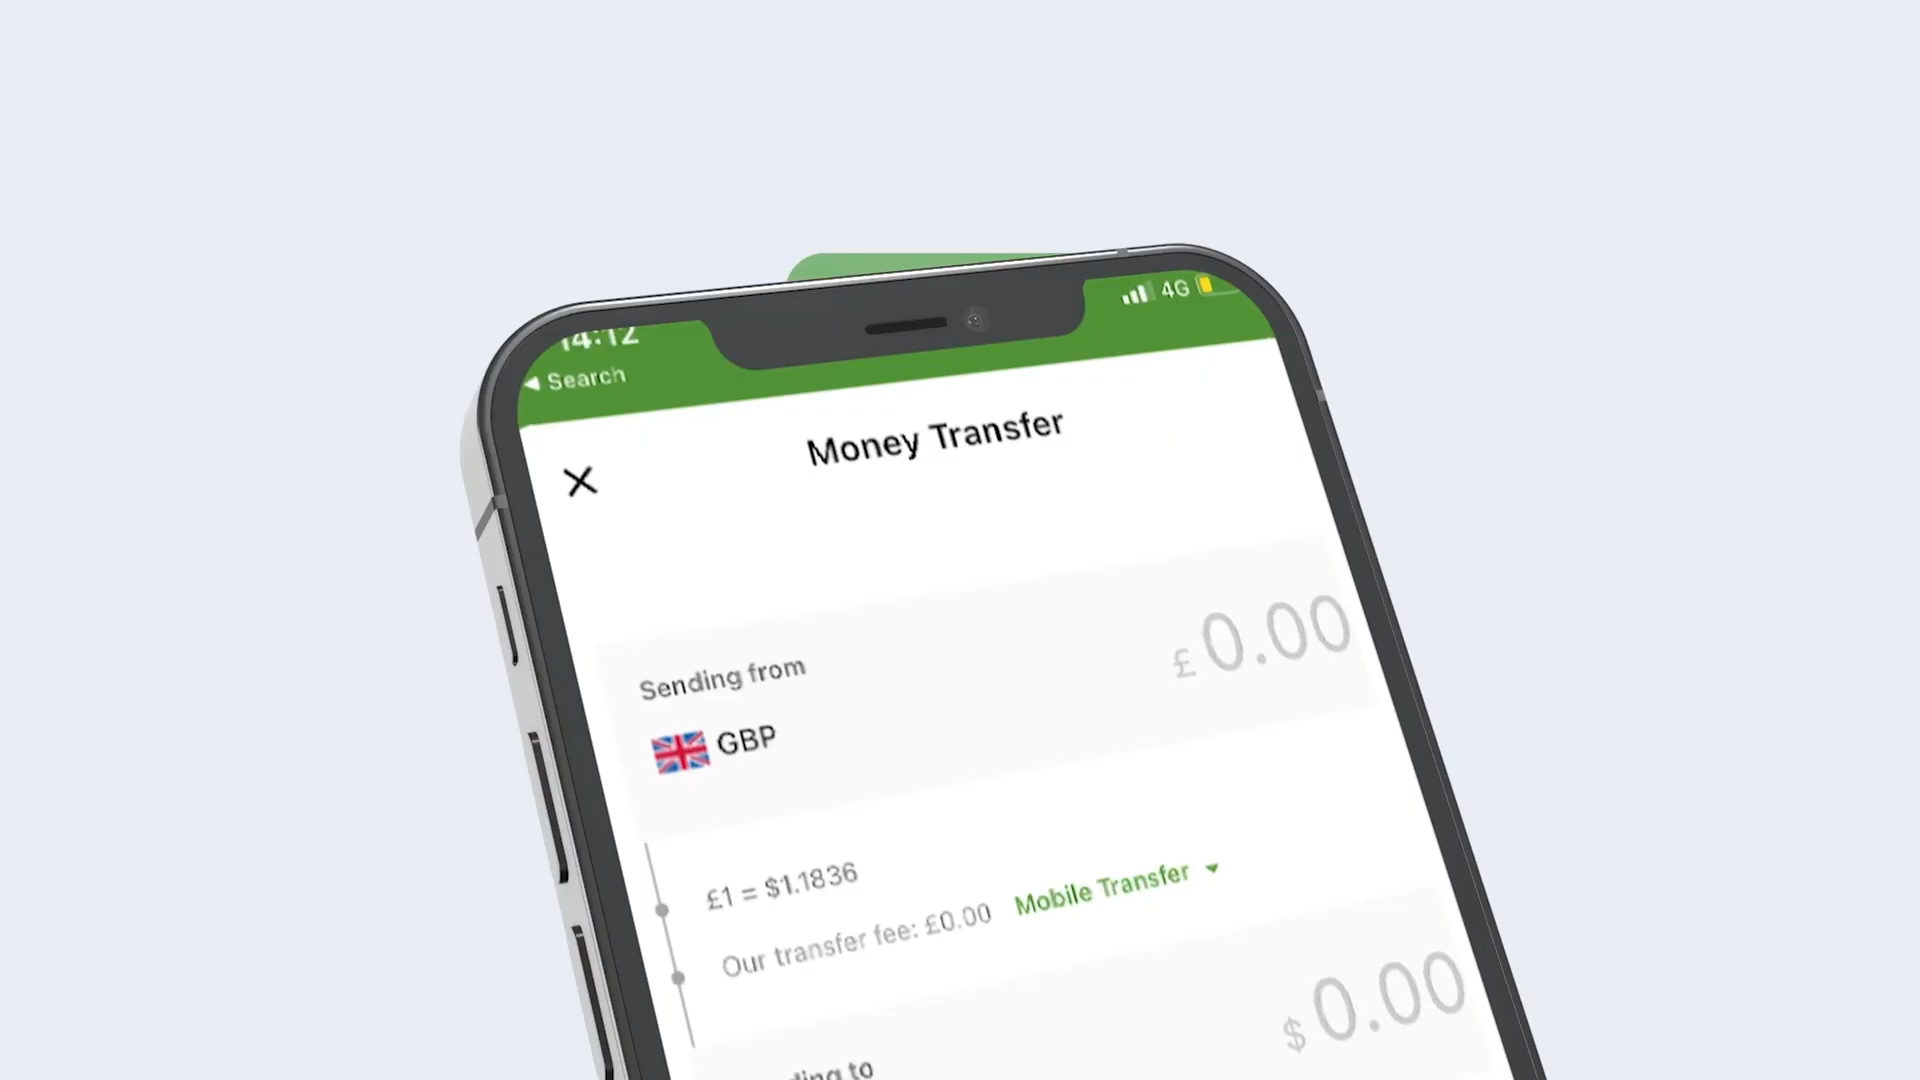 14:12
4G
◀ Search
Money Transfer
£ 0.00
Sending from
GBP
£1 = $1.1836
Our transfer fee: £0.00 Mobile Transfer
$ 0.00
to